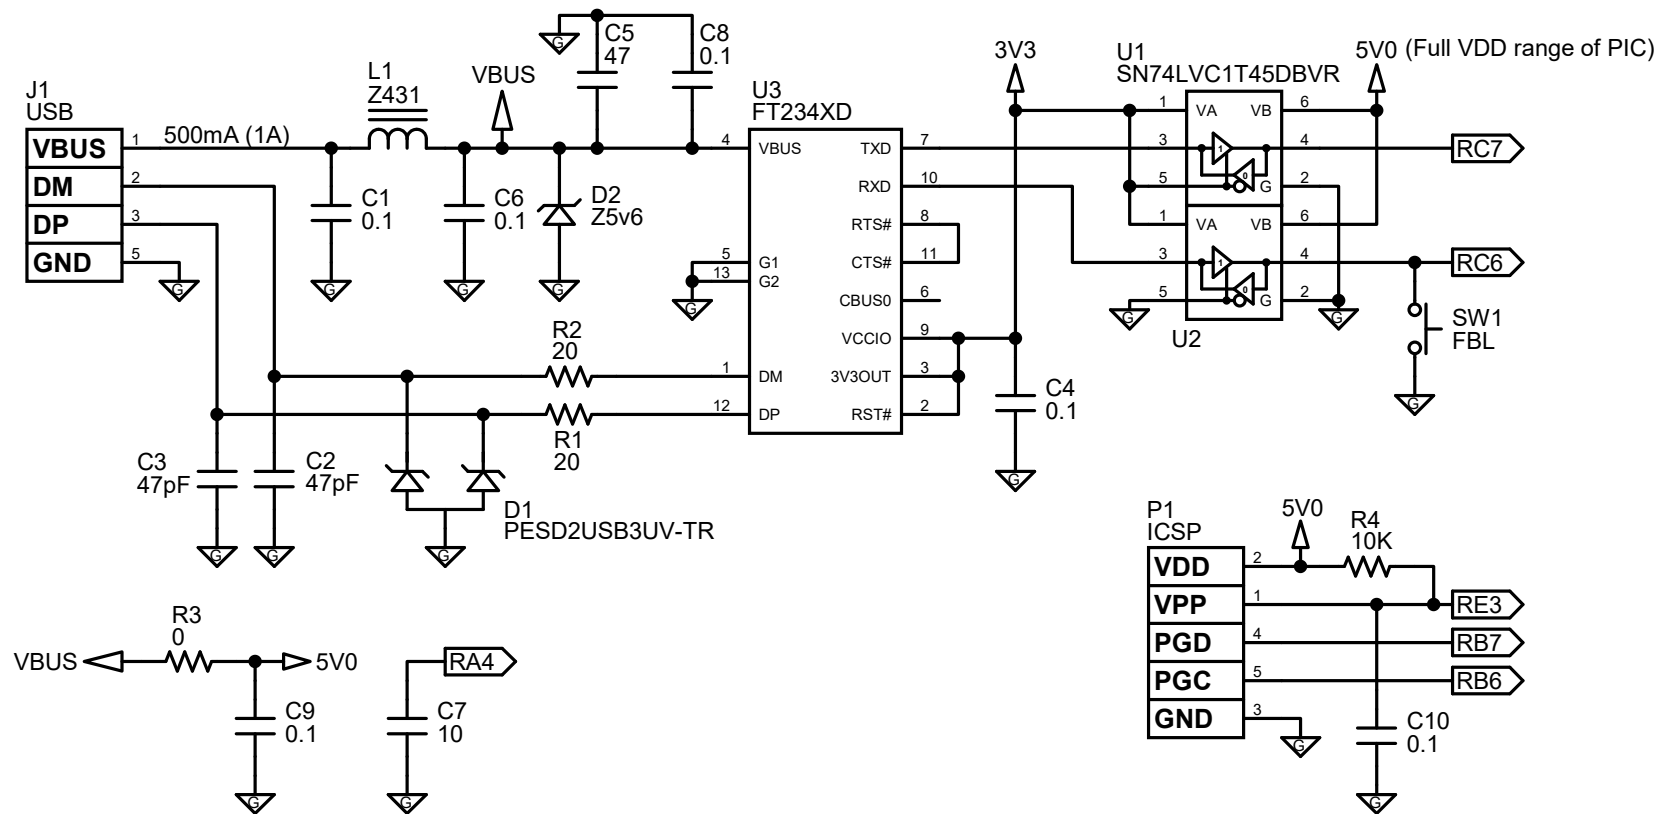 J1
USB
VBUS
DM
DP
GND
1
2
3
5
500mA (1A)
G
C1
0.1
G
L1
Z431
VBUS
C6
0.1
G
D2
Z5v6
G
G
C5
47
C8
0.1
U3
FT234XD
4
5
13
1
12
VBUS
G1
G2
DM
DP
TXD
RXD
RTS#
CTS#
CBUS0
VCCIO
3V3OUT
RST#
7
10
8
11
6
9
3
2
G
R2
20
R1
20
C3
47pF
C2
47pF
G
G
G
D1
PESD2USB3UV-TR
3V3
C4
0.1
G
U1
SN74LVC1T45DBVR
5V0 (Full VDD range of PIC)
1
VA
VB
6
3
1
4
5
0
G
2
1
VA
VB
6
3
1
4
5
0
G
2
G
G
U2
RC7
RC6
SW1
FBL
G
VBUS
R3
0
5V0
C9
0.1
G
RA4
C7
10
G
P1
ICSP
VDD
VPP
PGD
PGC
GND
2
1
4
5
3
5V0
R4
10K
RE3
RB7
RB6
G
C10
0.1
G